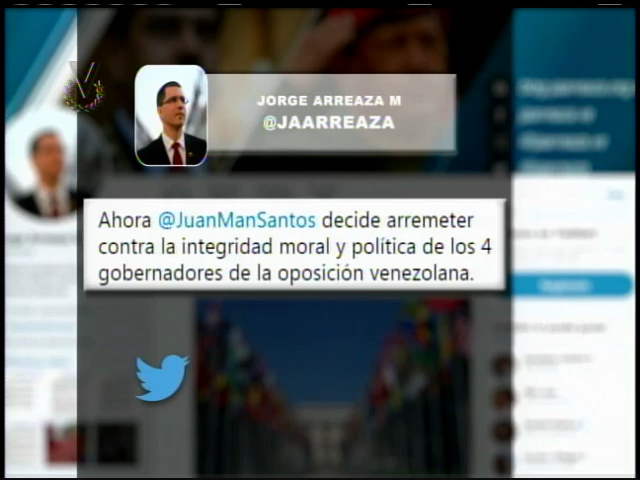 JORGE ARREAZA M
@JAARREAZA
Ahora @JuanManSantos decide arremeter
contra la integridad moral y política de los 4
gobernadores de la oposición venezolana.